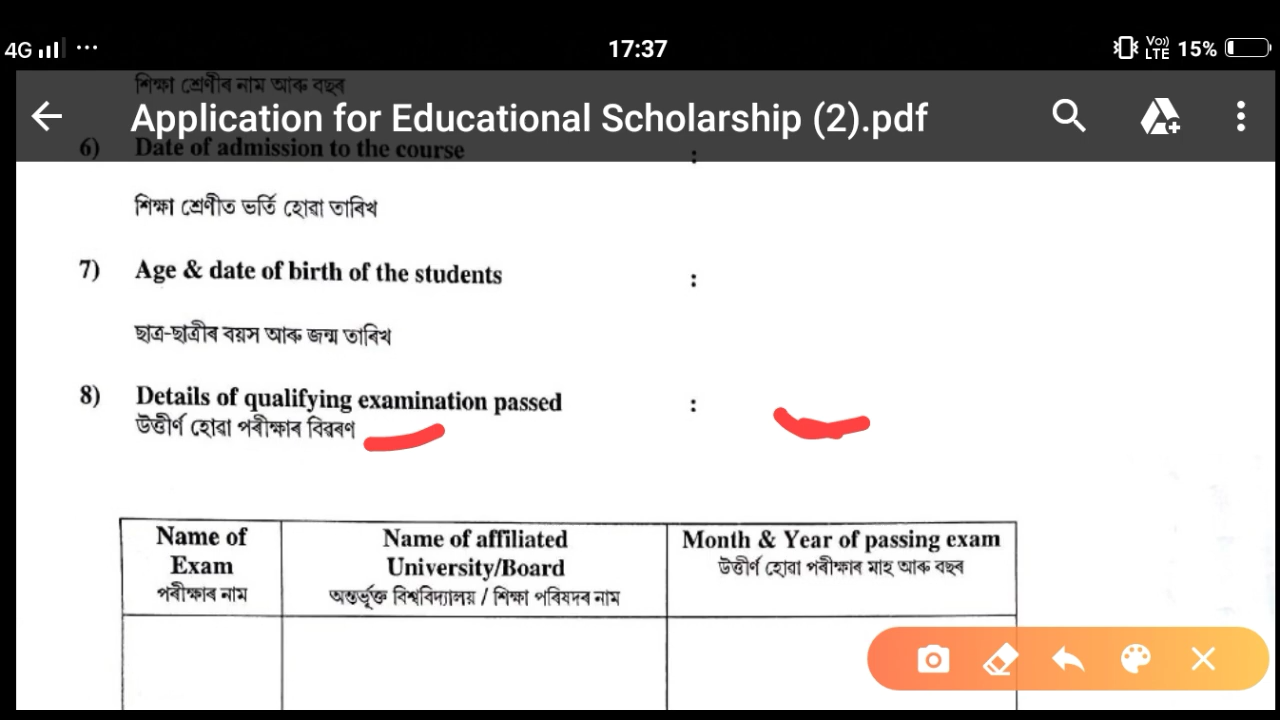 4G
17:37
Vo))
LTE
15%
শিক্ষা শ্ৰেণীৰ নাম আৰু বছৰ
Application for Educational Scholarship (2).pdf
6) Date of admission to the course :
শিক্ষা শ্ৰেণীত ভৰ্তি হোৱা তাৰিখ
7) Age & date of birth of the students :
ছাত্ৰ-ছাত্ৰীৰ বয়স আৰু জন্ম তাৰিখ
8) Details of qualifying examination passed :
উত্তীৰ্ণ হোৱা পৰীক্ষাৰ বিৱৰণ
Name of
Exam
পৰীক্ষাৰ নাম
Name of affiliated
University/Board
অন্তৰ্ভূক্ত বিশ্ববিদ্যালয় / শিক্ষা পৰিষদৰ নাম
Month & Year of passing exam
উত্তীৰ্ণ হোৱা পৰীক্ষাৰ মাহ আৰু বছৰ